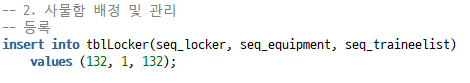 -- 2. 사물함 배정 및 관리
-- 등록
insert into tblLocker(seq_locker, seq_equipment, seq_traineelist)
values (132, 1, 132);